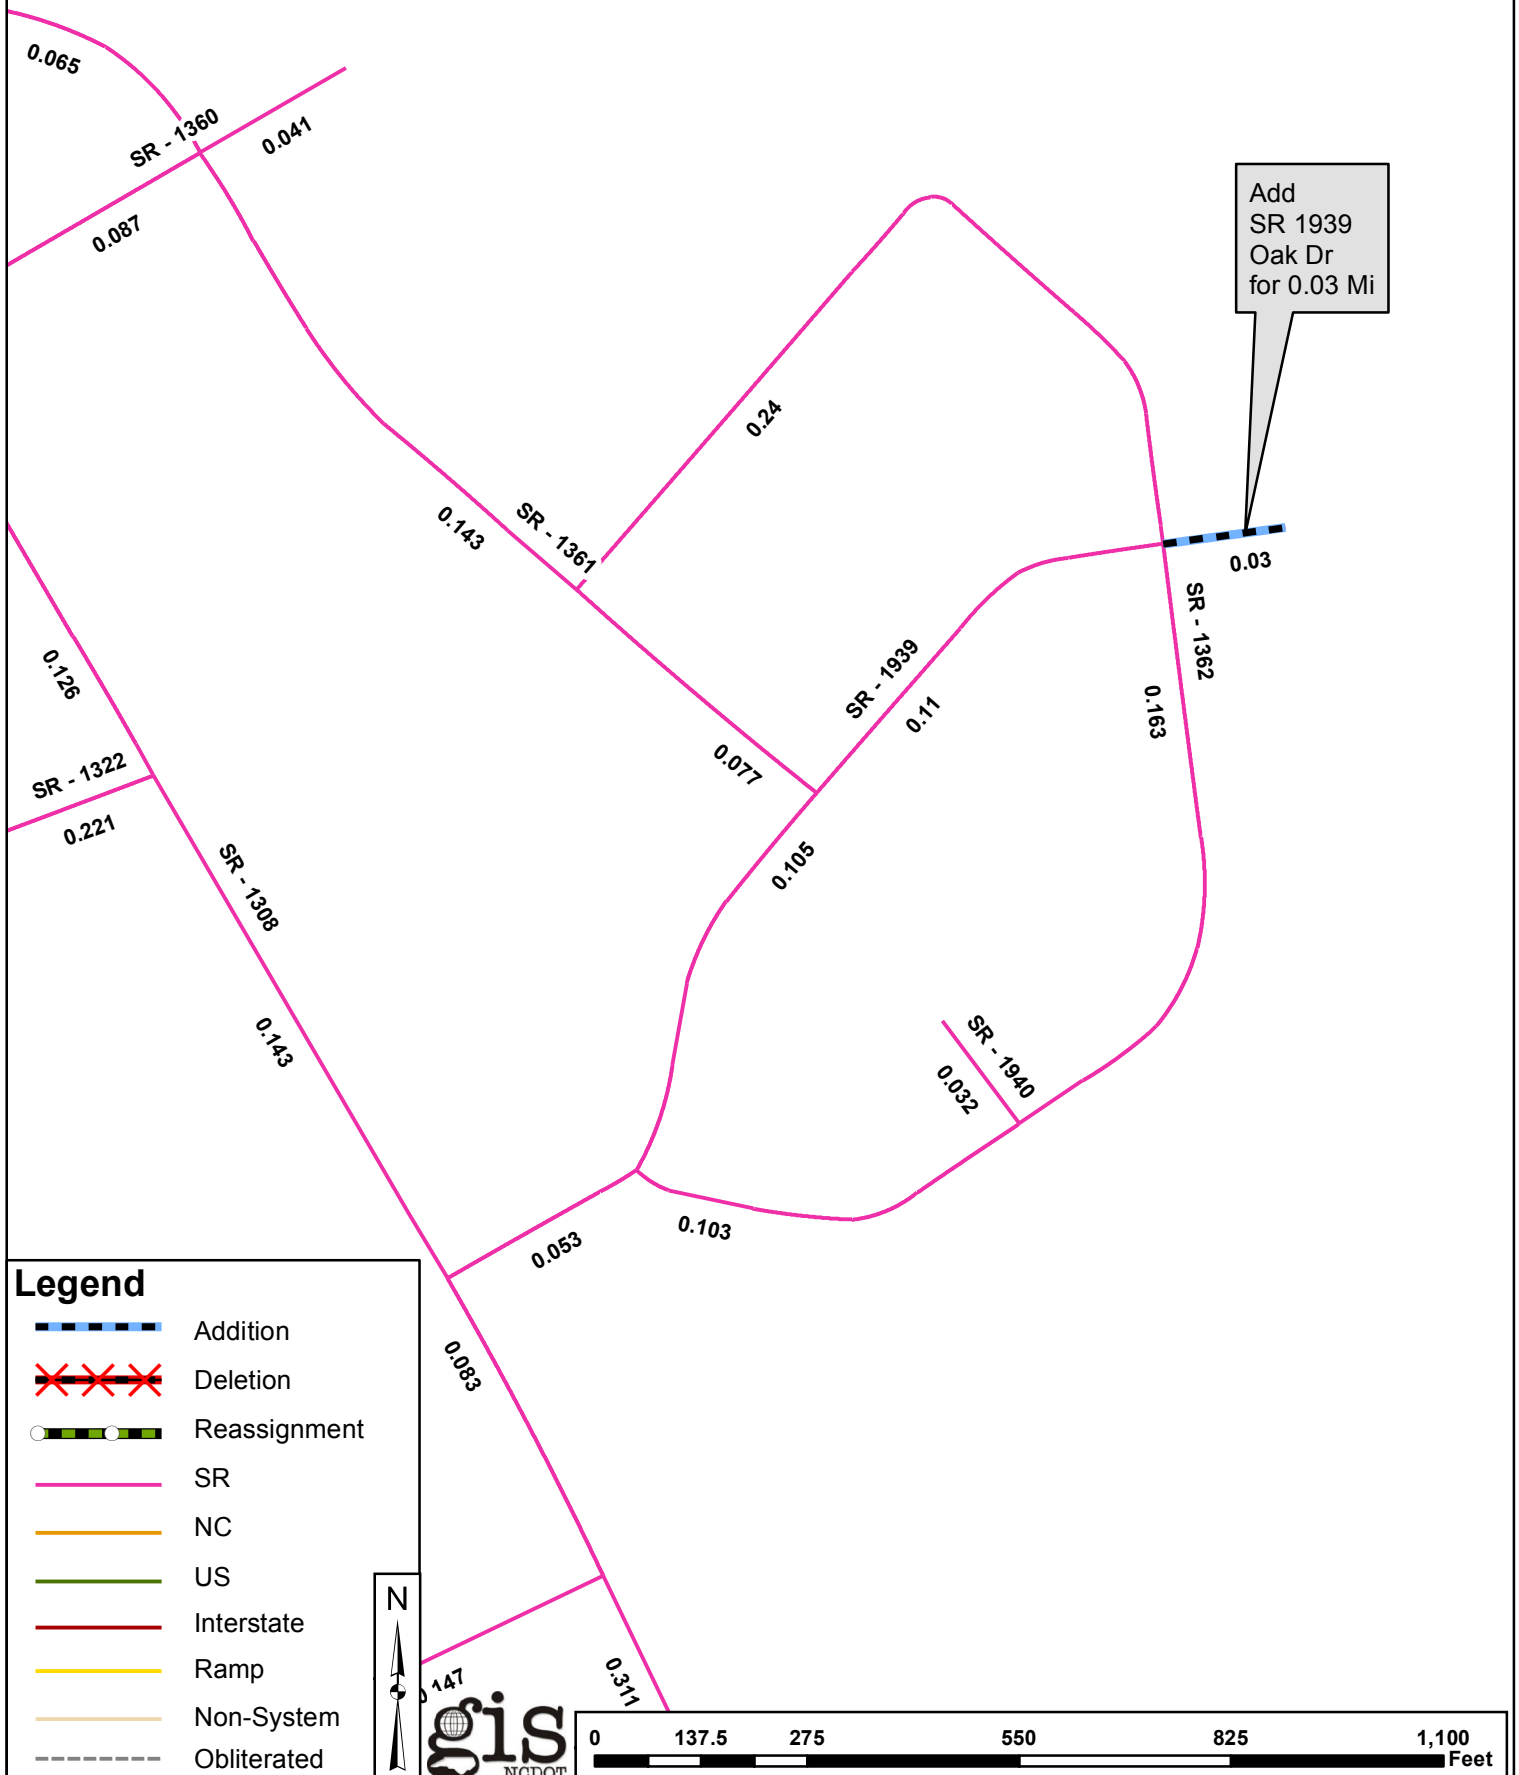 0.065
SR - 1360
0.041
0.087
Add
SR 1939
Oak Dr
for 0.03 Mi
0.24
0.143
SR - 1361
0.03
SR - 1362
0.126
SR - 1939
0.11
0.163
0.077
SR - 1322
0.221
0.105
SR - 1308
0.143
SR - 1940
0.032
0.103
0.053
0.083
Legend
Addition
Deletion
Reassignment
SR
NC
US
Interstate
Ramp
Non-System
Obliterated
N
0.147
0.311
gis
NCDOT
0 137.5 275 550 825 1,100
Feet